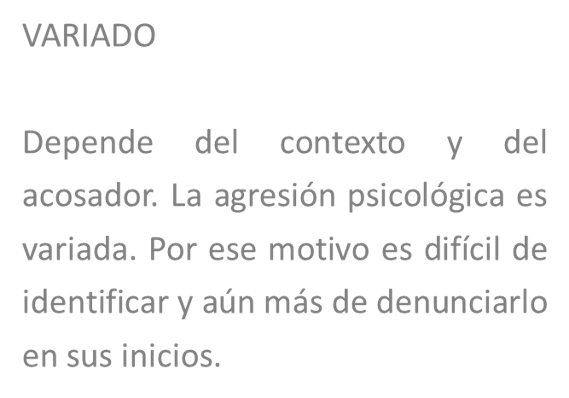 VARIADO
Depende del contexto y del
acosador. La agresión psicológica es
variada. Por ese motivo es difícil de
identificar y aún más de denunciarlo
en sus inicios.